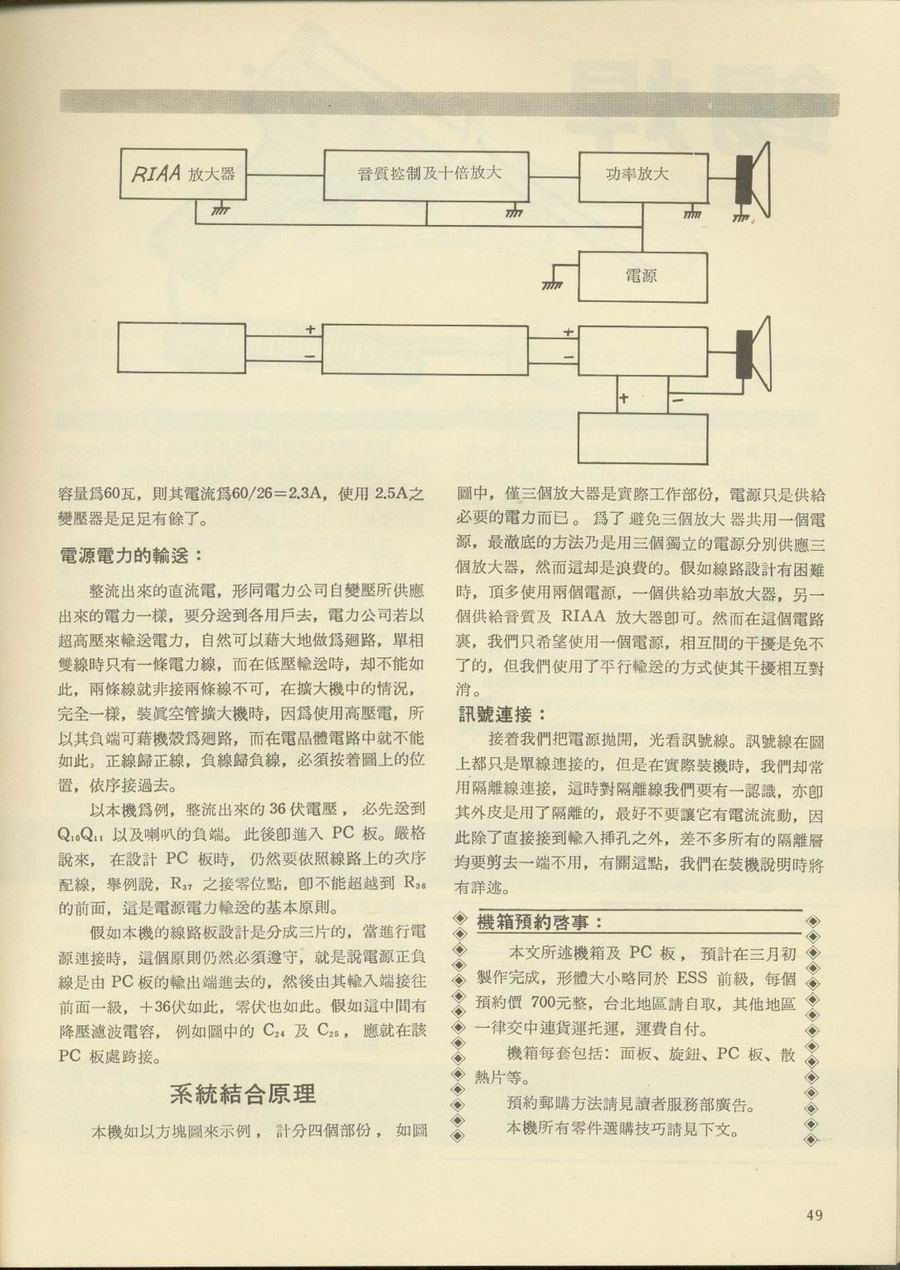 RIAA 放大器
音質控制及十倍放大
功率放大
電源
+
+
−
−
+
−
容量爲60瓦，則其電流爲60/26＝2.3A，使用 2.5A之
變壓器是足足有餘了。
電源電力的輸送：
整流出來的直流電，形同電力公司自變壓所供應
出來的電力一樣，要分送到各用戶去，電力公司若以
超高壓來輸送電力，自然可以藉大地做爲廻路，單相
雙線時只有一條電力線，而在低壓輸送時，却不能如
此，兩條線就非接兩條線不可，在擴大機中的情況，
完全一樣，裝眞空管擴大機時，因爲使用高壓電，所
以其負端可藉機殼爲廻路，而在電晶體電路中就不能
如此。正線歸正線，負線歸負線，必須按着圖上的位
置，依序接過去。
以本機爲例，整流出來的 36 伏電壓，必先送到
Q₁₀Q₁₁ 以及喇叭的負端。此後卽進入 PC 板。嚴格
說來，在設計 PC 板時，仍然要依照線路上的次序
配線，舉例說，R₃₇ 之接零位點，卽不能超越到 R₃₆
的前面，這是電源電力輸送的基本原則。
假如本機的線路板設計是分成三片的，當進行電
源連接時，這個原則仍然必須遵守，就是說電源正負
線是由 PC 板的輸出端進去的，然後由其輸入端接往
前面一級，＋36伏如此，零伏也如此。假如這中間有
降壓濾波電容，例如圖中的 C₂₄ 及 C₂₅，應就在該
PC 板處跨接。
系統結合原理
本機如以方塊圖來示例，計分四個部份，如圖
圖中，僅三個放大器是實際工作部份，電源只是供給
必要的電力而已。爲了避免三個放大器共用一個電
源，最澈底的方法乃是用三個獨立的電源分別供應三
個放大器，然而這却是浪費的。假如線路設計有困難
時，頂多使用兩個電源，一個供給功率放大器，另一
個供給音質及 RIAA 放大器卽可。然而在這個電路
裏，我們只希望使用一個電源，相互間的干擾是免不
了的，但我們使用了平行輸送的方式使其干擾相互對
消。
訊號連接：
接着我們把電源抛開，光看訊號線。訊號線在圖
上都只是單線連接的，但是在實際裝機時，我們却常
用隔離線連接，這時對隔離線我們要有一認識，亦卽
其外皮是用了隔離的，最好不要讓它有電流流動，因
此除了直接接到輸入揷孔之外，差不多所有的隔離層
均要剪去一端不用，有關這點，我們在裝機說明時將
有詳述。
機箱預約啓事：
本文所述機箱及 PC 板，預計在三月初
製作完成，形體大小略同於 ESS 前級，每個
預約價 700元整，台北地區請自取，其他地區
一律交中連貨運托運，運費自付。
機箱每套包括：面板、旋鈕、PC 板、散
熱片等。
預約郵購方法請見讀者服務部廣告。
本機所有零件選購技巧請見下文。
49